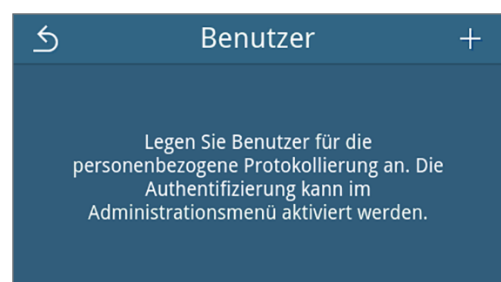 Benutzer
Legen Sie Benutzer für die
personenbezogene Protokollierung an. Die
Authentifizierung kann im
Administrationsmenü aktiviert werden.